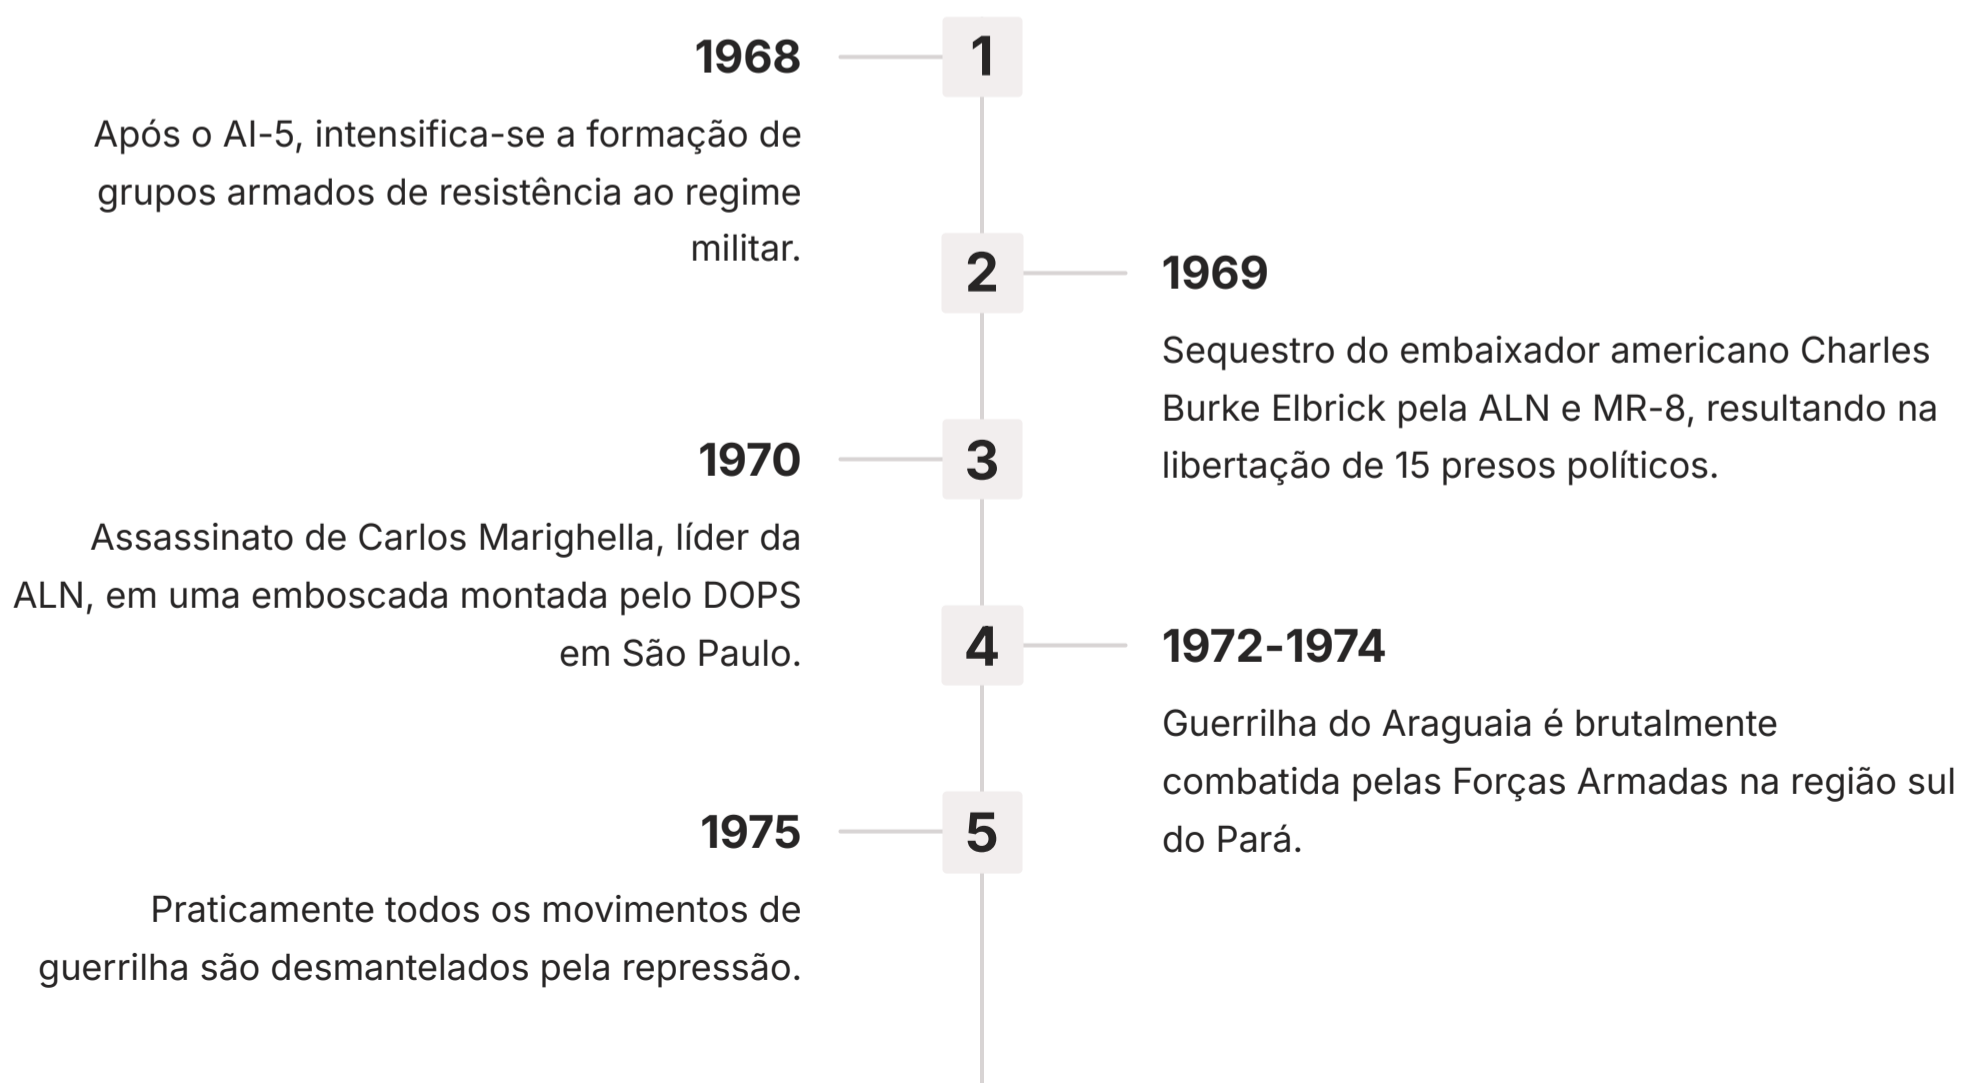 1
1968
Após o AI-5, intensifica-se a formação de
grupos armados de resistência ao regime
militar.
2
1969
Sequestro do embaixador americano Charles
Burke Elbrick pela ALN e MR-8, resultando na
libertação de 15 presos políticos.
3
1970
Assassinato de Carlos Marighella, líder da
ALN, em uma emboscada montada pelo DOPS
em São Paulo.
4
1972-1974
Guerrilha do Araguaia é brutalmente
combatida pelas Forças Armadas na região sul
do Pará.
5
1975
Praticamente todos os movimentos de
guerrilha são desmantelados pela repressão.